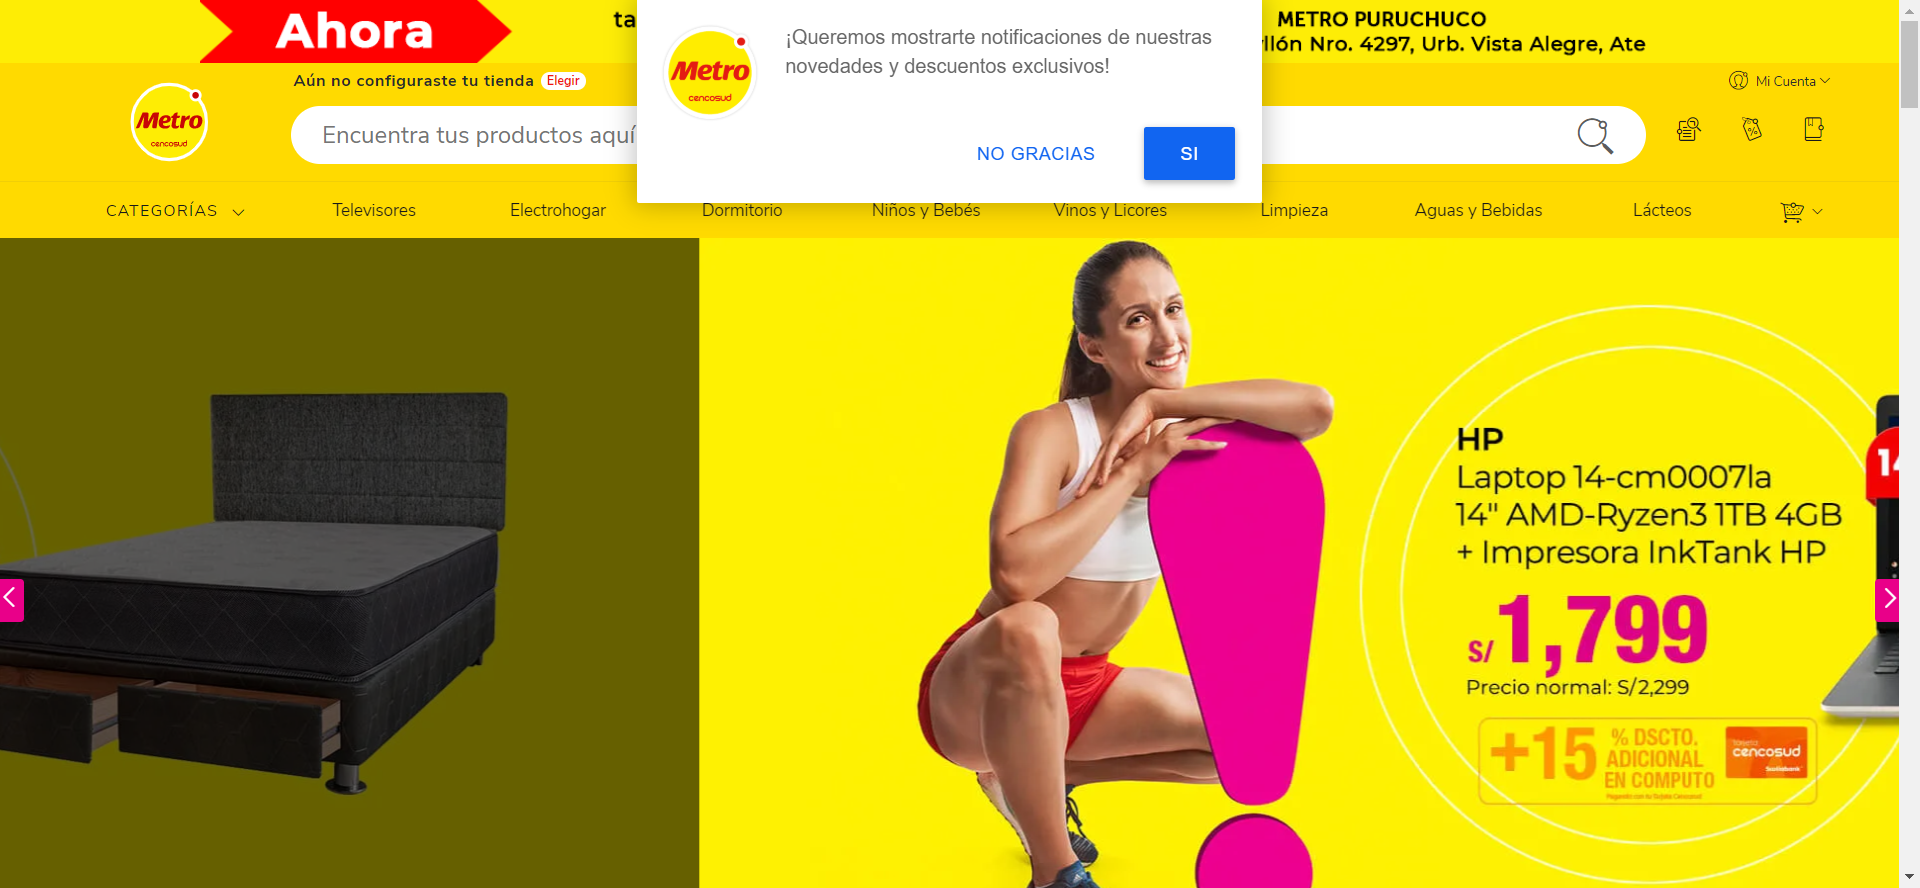 Ahora
ta
METRO PURUCHUCO
llón Nro. 4297, Urb. Vista Alegre, Ate
¡Queremos mostrarte notificaciones de nuestras
novedades y descuentos exclusivos!
Metro
cencosud
NO GRACIAS
SI
Aún no configuraste tu tienda Elegir
Mi Cuenta
Metro
cencosud
Encuentra tus productos aquí
CATEGORÍAS
Televisores
Electrohogar
Dormitorio
Niños y Bebés
Vinos y Licores
Limpieza
Aguas y Bebidas
Lácteos
HP
Laptop 14-cm0007la
14" AMD-Ryzen3 1TB 4GB
+ Impresora InkTank HP
S/ 1,799
Precio normal: S/2,299
+15 % DSCTO.
ADICIONAL
EN COMPUTO
Tarjeta
cencosud
Scotiabank